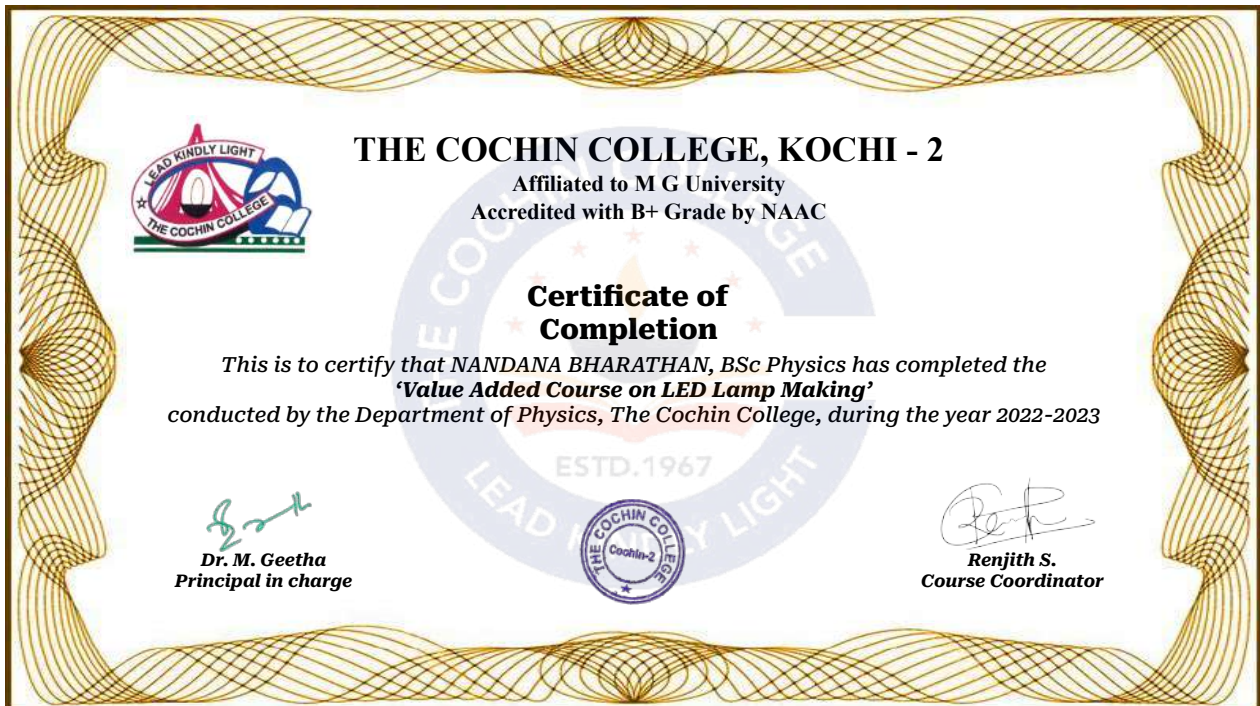 LEAD KINDLY LIGHT
THE COCHIN COLLEGE
THE COCHIN COLLEGE, KOCHI - 2
Affiliated to M G University
Accredited with B+ Grade by NAAC
THE COCHIN COLLEGE
Certificate of
Completion
This is to certify that NANDANA BHARATHAN, BSc Physics has completed the
‘Value Added Course on LED Lamp Making’
conducted by the Department of Physics, The Cochin College, during the year 2022-2023
ESTD.1967
LEAD KINDLY LIGHT
THE COCHIN COLLEGE
Cochin-2
Dr. M. Geetha
Principal in charge
Renjith S.
Course Coordinator